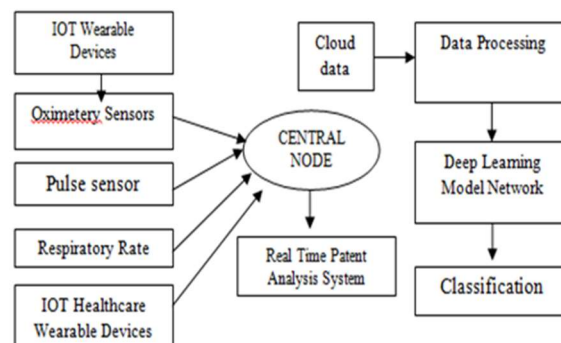 IOT Wearable
Devices
Oximetery Sensors
Pulse sensor
Respiratory Rate
IOT Healthcare
Wearable Devices
CENTRAL
NODE
Real Time Patent
Analysis System
Cloud
data
Data Processing
Deep Learning
Model Network
Classification